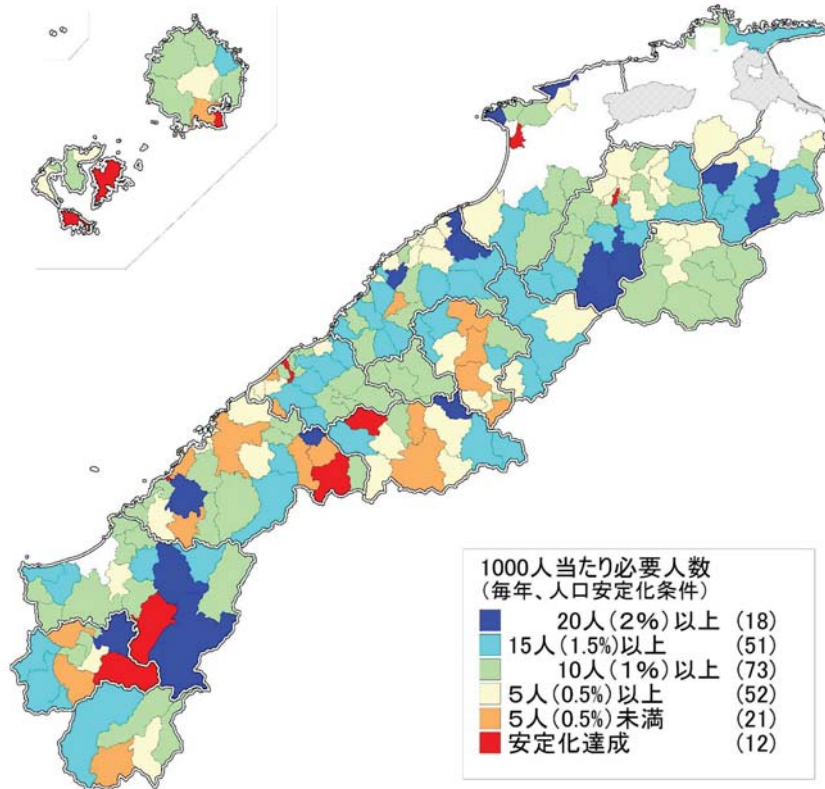 1000人当たり必要人数
(毎年、人口安定化条件)
20人(2%)以上 (18)
15人(1.5%)以上 (51)
10人(1%)以上 (73)
5人(0.5%)以上 (52)
5人(0.5%)未満 (21)
安定化達成 (12)